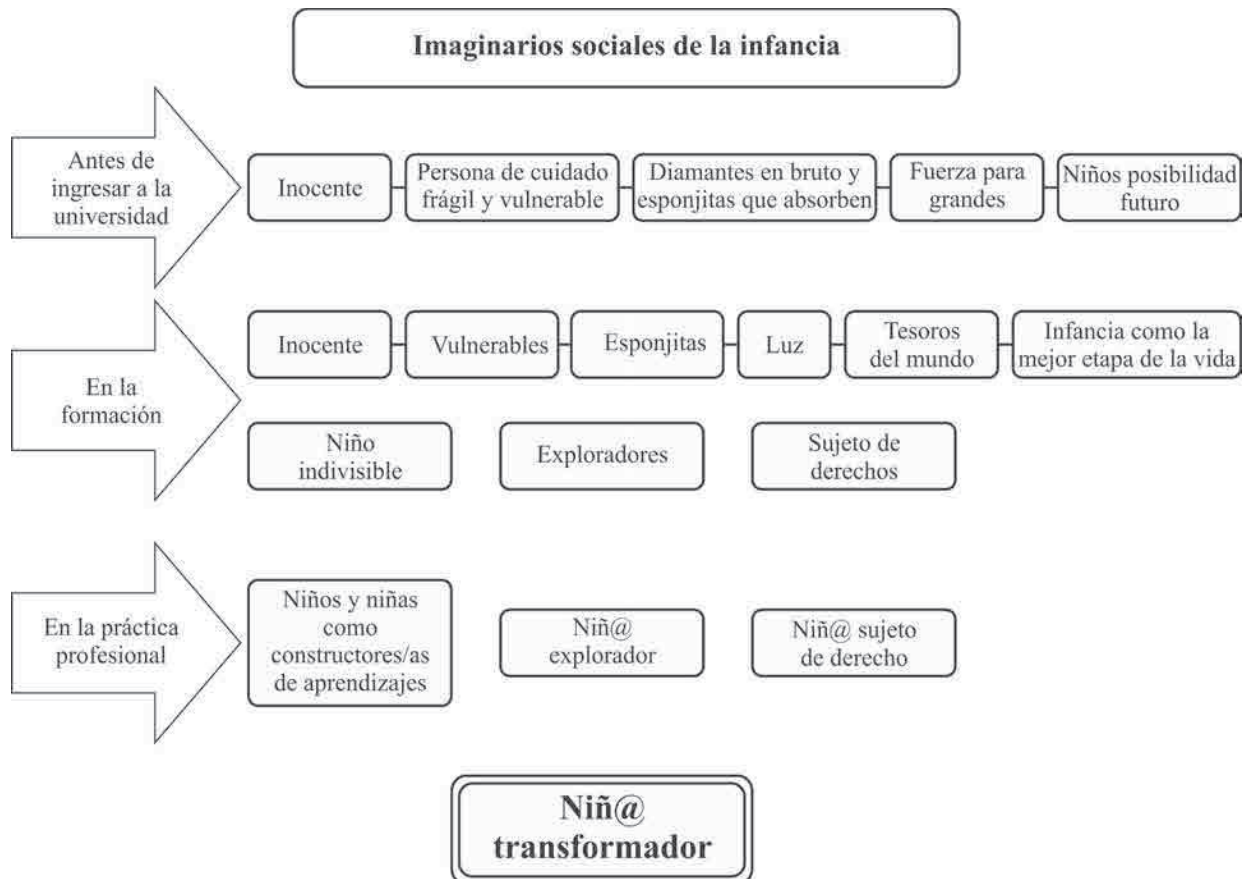 Imaginarios sociales de la infancia
Antes de
ingresar a la
universidad
Inocente
Persona de cuidado
frágil y vulnerable
Diamantes en bruto y
esponjitas que absorben
Fuerza para
grandes
Niños posibilidad
futuro
En la
formación
Inocente
Vulnerables
Esponjitas
Luz
Tesoros
del mundo
Infancia como la
mejor etapa de la vida
Niño
indivisible
Exploradores
Sujeto de
derechos
En la práctica
profesional
Niños y niñas
como
constructores/as
de aprendizajes
Niñ@
explorador
Niñ@ sujeto
de derecho
Niñ@
transformador